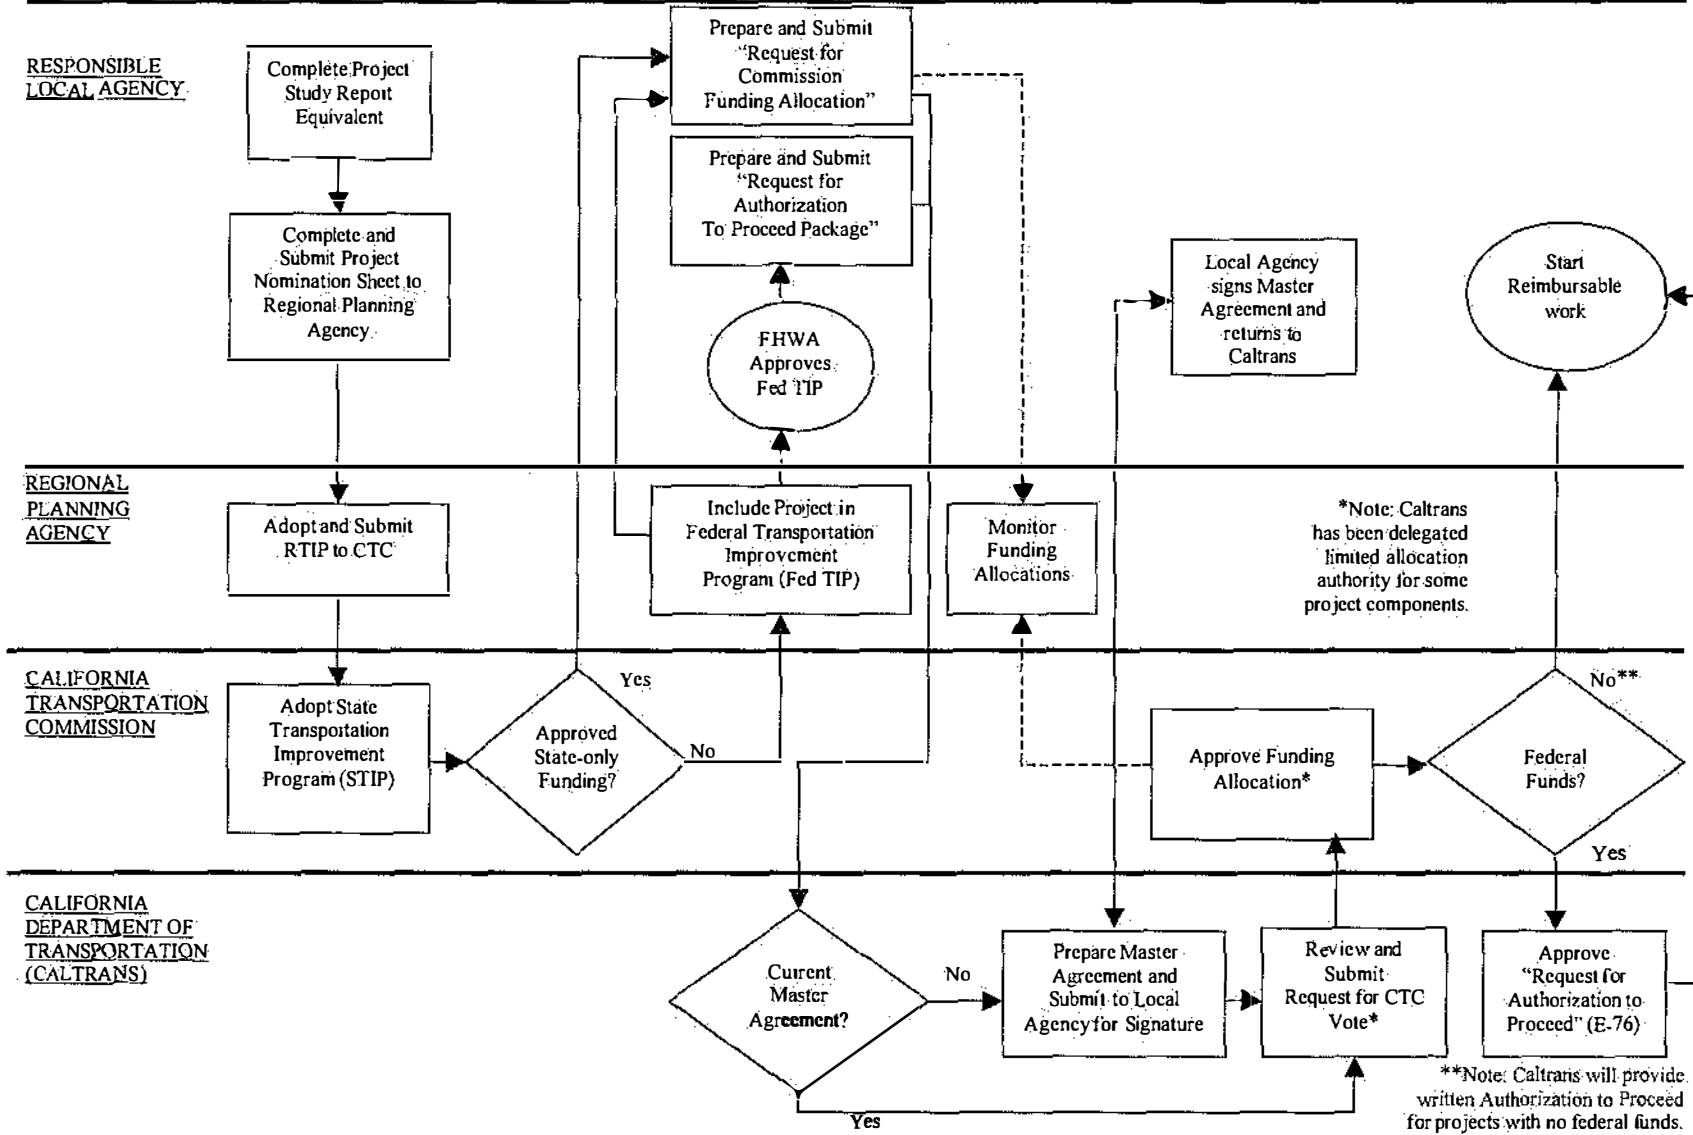 RESPONSIBLE
LOCAL AGENCY
Complete Project
Study Report
Equivalent
Complete and
Submit Project
Nomination Sheet to
Regional Planning
Agency
Prepare and Submit
"Request for
Commission
Funding Allocation"
Prepare and Submit
"Request for
Authorization
To Proceed Package"
FHWA
Approves
Fed TIP
Local Agency
signs Master
Agreement and
returns to
Caltrans
Start
Reimbursable
work
REGIONAL
PLANNING
AGENCY
Adopt and Submit
RTIP to CTC
Include Project in
Federal Transportation
Improvement
Program (Fed TIP)
Monitor
Funding
Allocations
*Note: Caltrans
has been delegated
limited allocation
authority for some
project components.
CALIFORNIA
TRANSPORTATION
COMMISSION
Adopt State
Transportation
Improvement
Program (STIP)
Yes
Approved
State-only
Funding?
No
Approve Funding
Allocation*
No**
Federal
Funds?
Yes
CALIFORNIA
DEPARTMENT OF
TRANSPORTATION
(CALTRANS)
Current
Master
Agreement?
No
Yes
Prepare Master
Agreement and
Submit to Local
Agency for Signature
Review and
Submit
Request for CTC
Vote*
Approve
"Request for
Authorization to
Proceed" (E-76)
**Note: Caltrans will provide
written Authorization to Proceed
for projects with no federal funds.